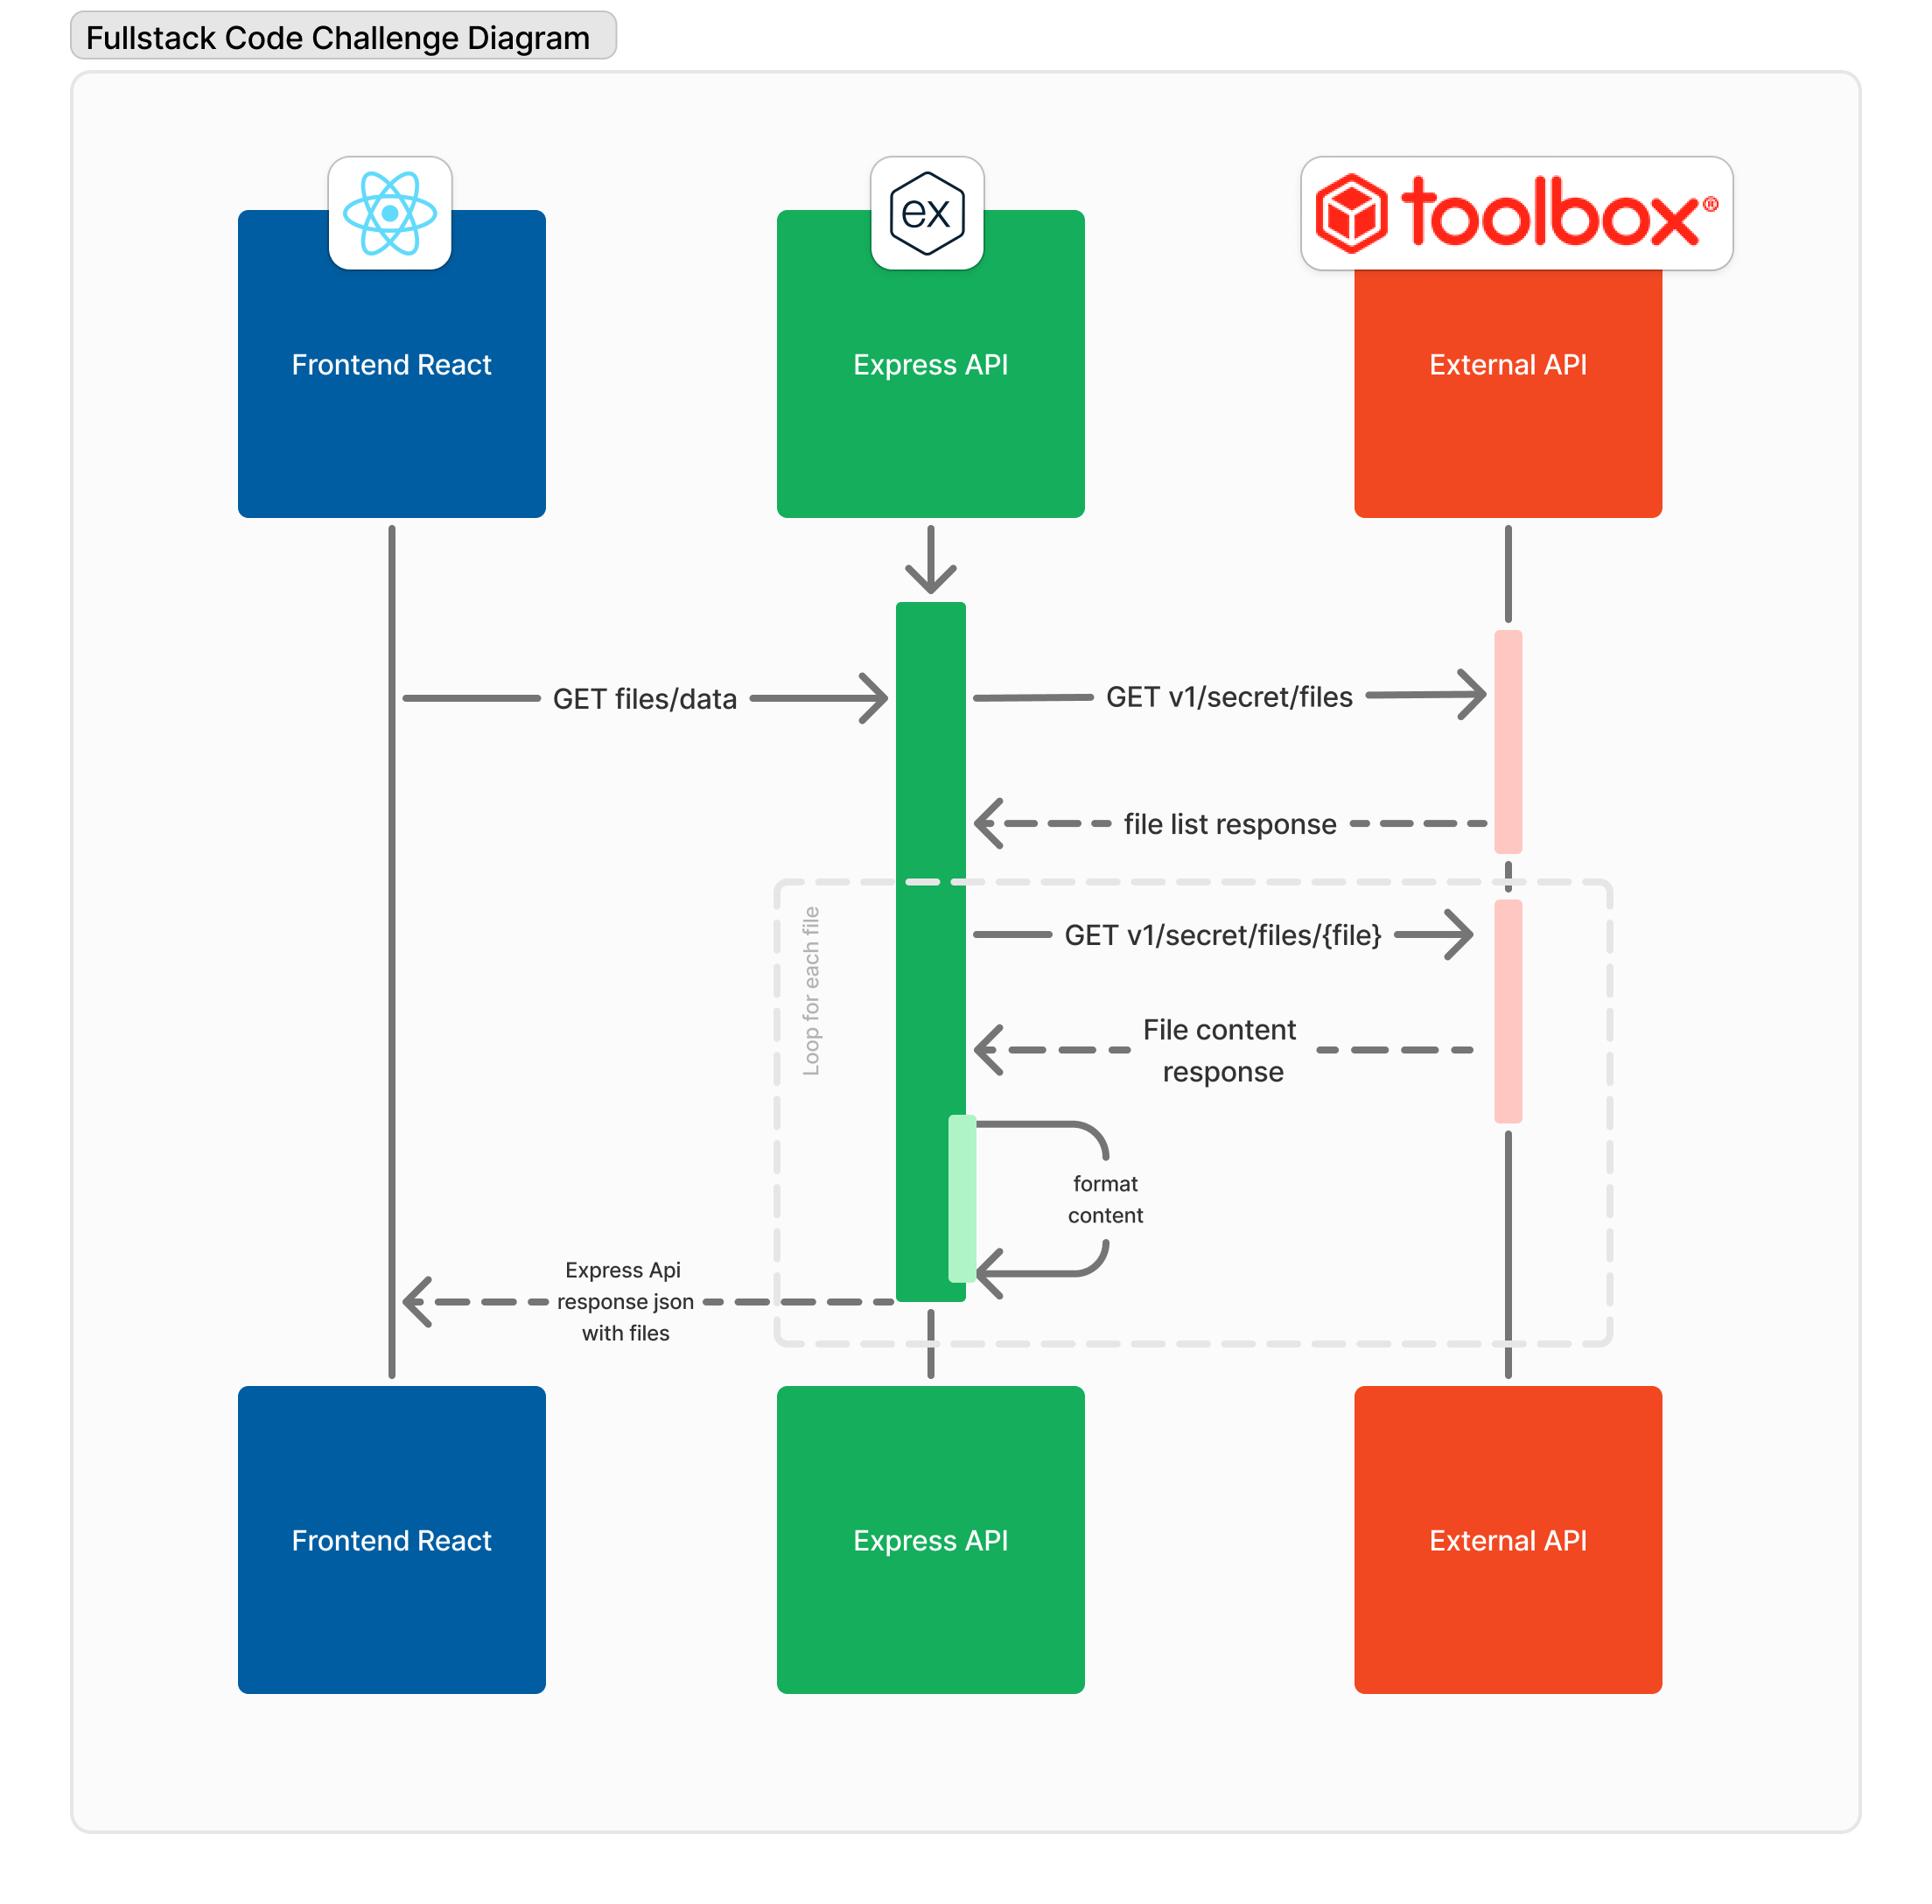 Fullstack Code Challenge Diagram
ex
toolbox®
Frontend React
Express API
External API
GET files/data
GET v1/secret/files
file list response
Loop for each file
GET v1/secret/files/{file}
File content
response
format
content
Express Api
response json
with files
Frontend React
Express API
External API